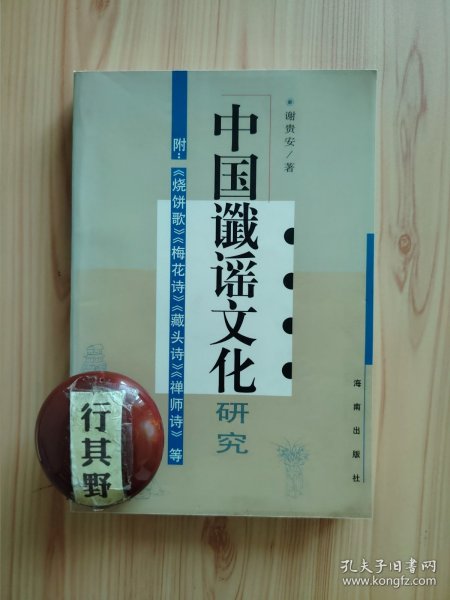 谢贵安/著
中国谶谣文化
研究
附：《烧饼歌》《梅花诗》《藏头诗》《禅师诗》等
海南出版社
行其野
孔夫子旧书网
www.kongfz.com